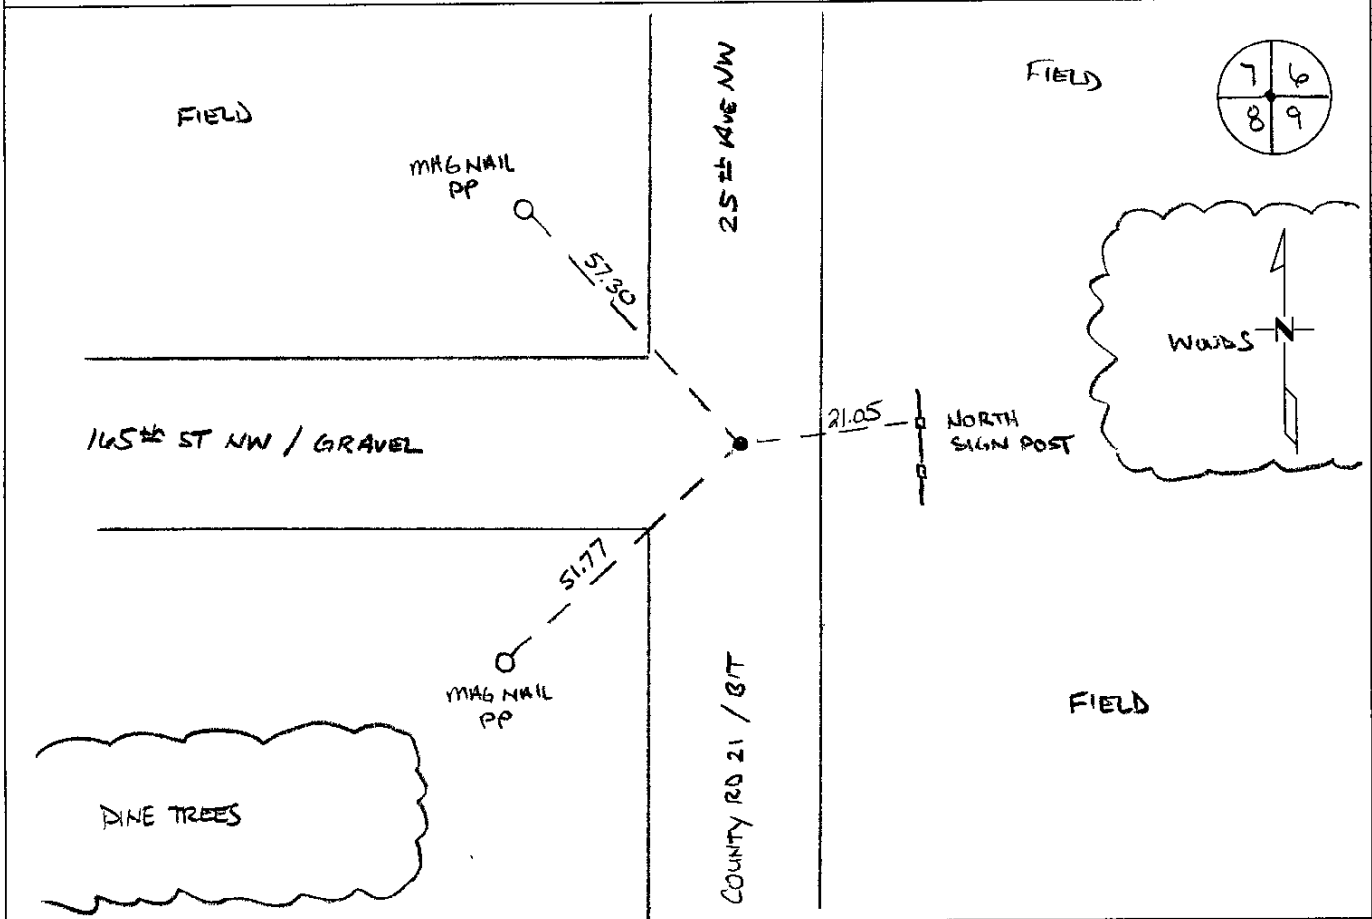 FIELD
MAG NAIL
PP
57.30
25th AVE NW
FIELD
7 6
8 9
WOODS
N
165th ST NW / GRAVEL
21.05
NORTH
SIGN POST
51.77
MAG NAIL
PP
COUNTY RD 21 / BIT
FIELD
PINE TREES